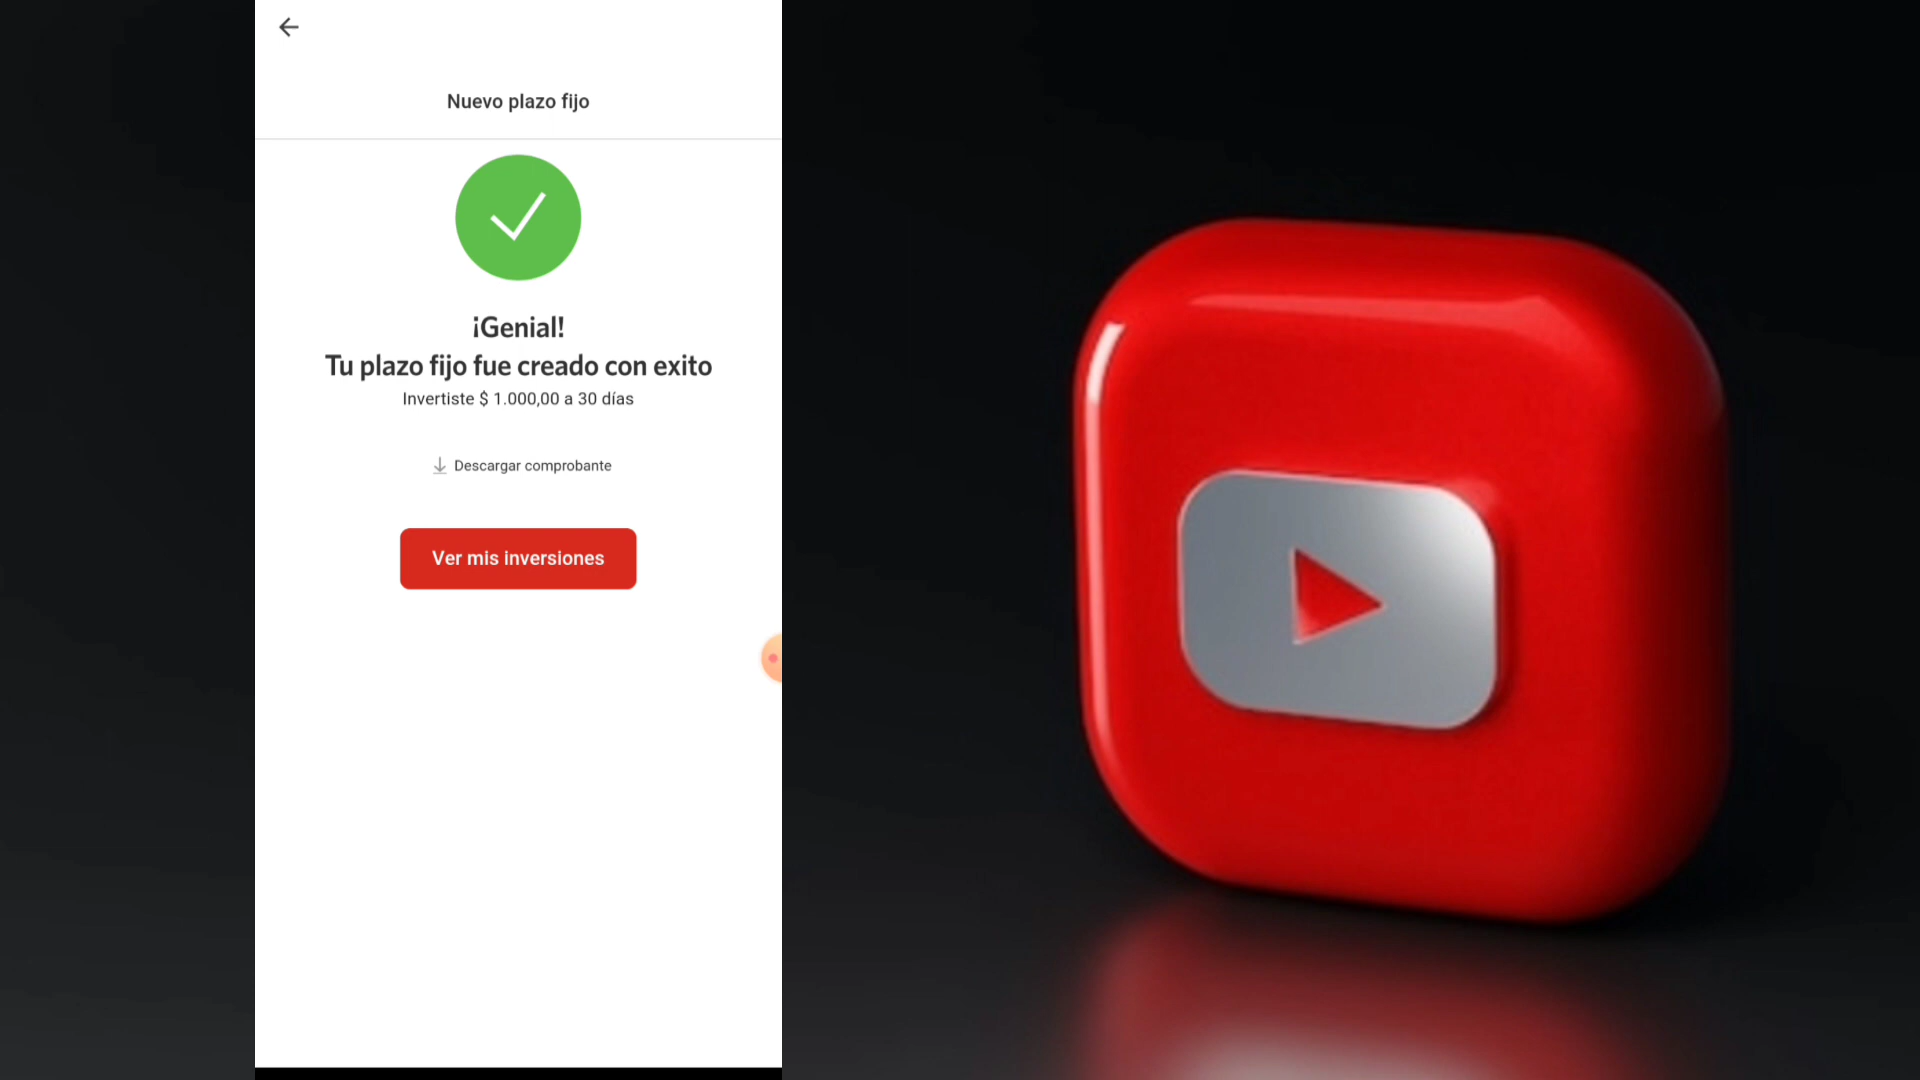 Nuevo plazo fijo
¡Genial!
Tu plazo fijo fue creado con exito
Invertiste $ 1.000,00 a 30 días
Descargar comprobante
Ver mis inversiones